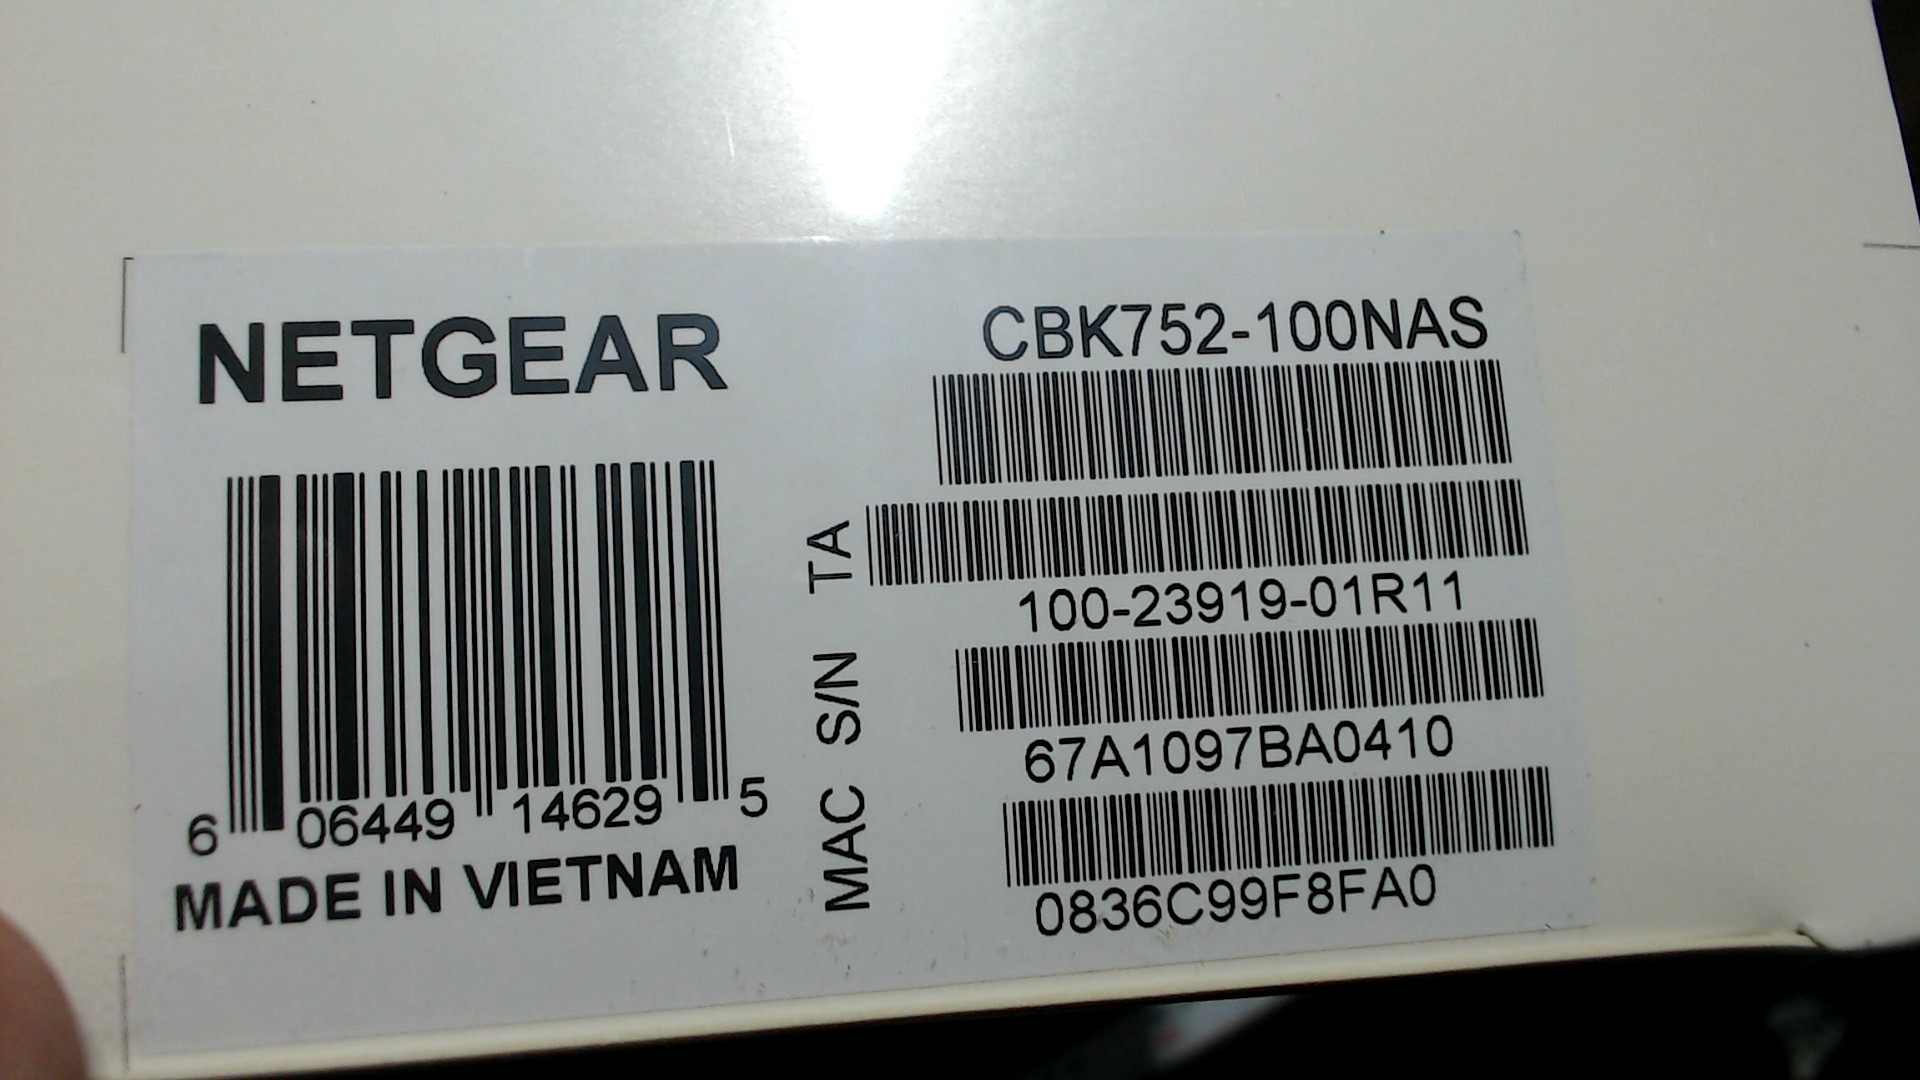 NETGEAR
6 06449 14629 5
MADE IN VIETNAM
CBK752-100NAS
TA
100-23919-01R11
S/N
67A1097BA0410
MAC
0836C99F8FA0